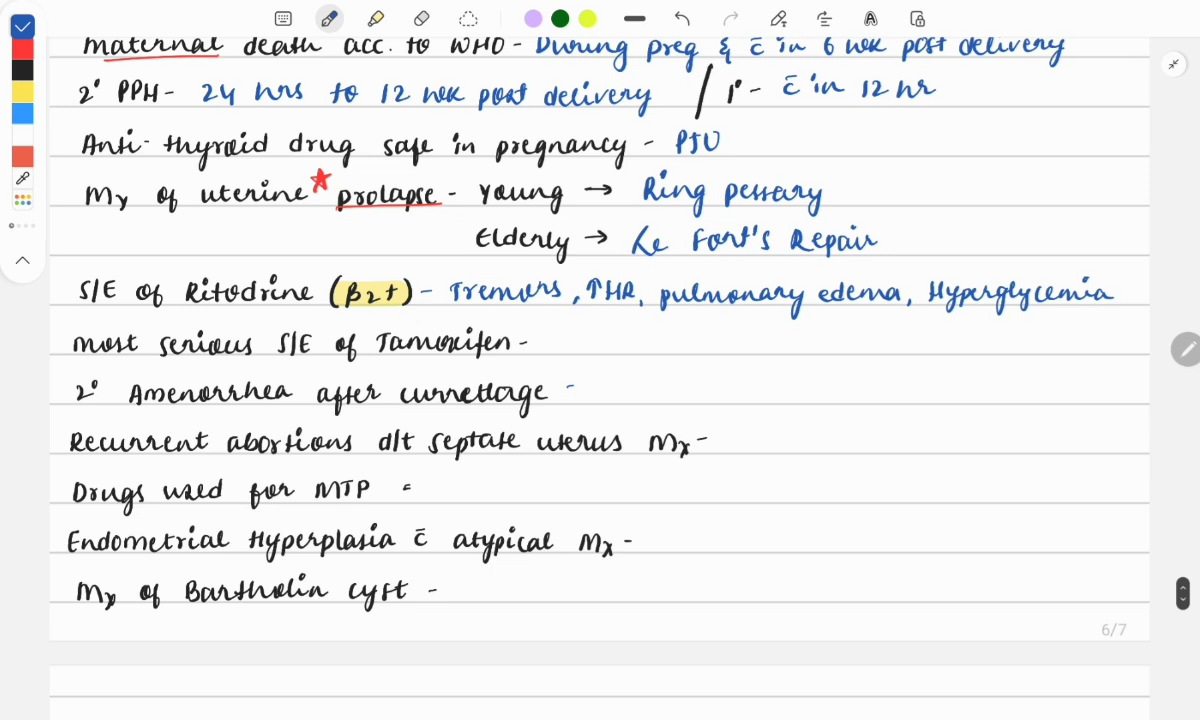 maternal death acc. to WHO - During preg & c̄ in 6 wek post delivery
2° PPH - 24 hrs to 12 wek post delivery / 1° - c̄ in 12 hr
Anti-thyroid drug safe in pregnancy - PTU
Mx of uterine prolapse - Young → Ring pessary
Elderly → Le Fort's Repair
S/E of Ritodrine (β2+) - Tremors, ↑HR, pulmonary edema, Hyperglycemia
most serious S/E of Tamoxifen -
2° Amenorrhea after currettage -
Recurrent abortions d/t septate uterus Mx -
Drugs used for MTP =
Endometrial Hyperplasia c̄ atypical Mx -
Mx of Bartholin cyst -
6/7